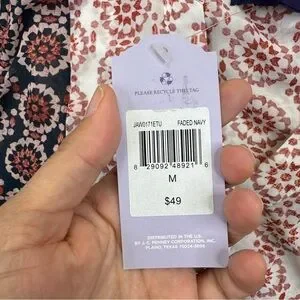 PLEASE RECYCLE THIS TAG
JAW0171ETU FADED NAVY
8 29092 48921 6
M
$49
DISTRIBUTED IN THE U.S.
BY J. C. PENNEY CORPORATION, INC.
PLANO, TEXAS 75024-3698